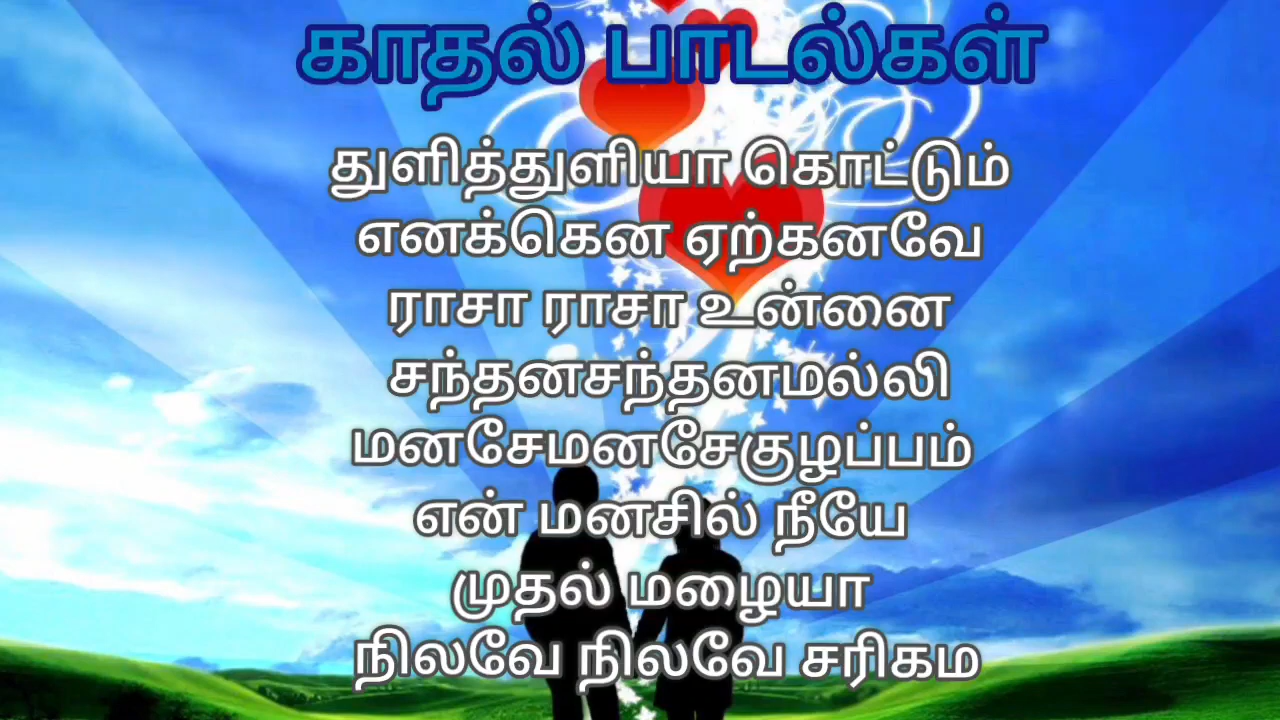 காதல் பாடல்கள்
துளித்துளியா கொட்டும்
எனக்கென ஏற்கனவே
ராசா ராசா உன்னை
சந்தனசந்தனமல்லி
மனசேமனசேகுழப்பம்
என் மனசில் நீயே
முதல் மழையா
நிலவே நிலவே சரிகம